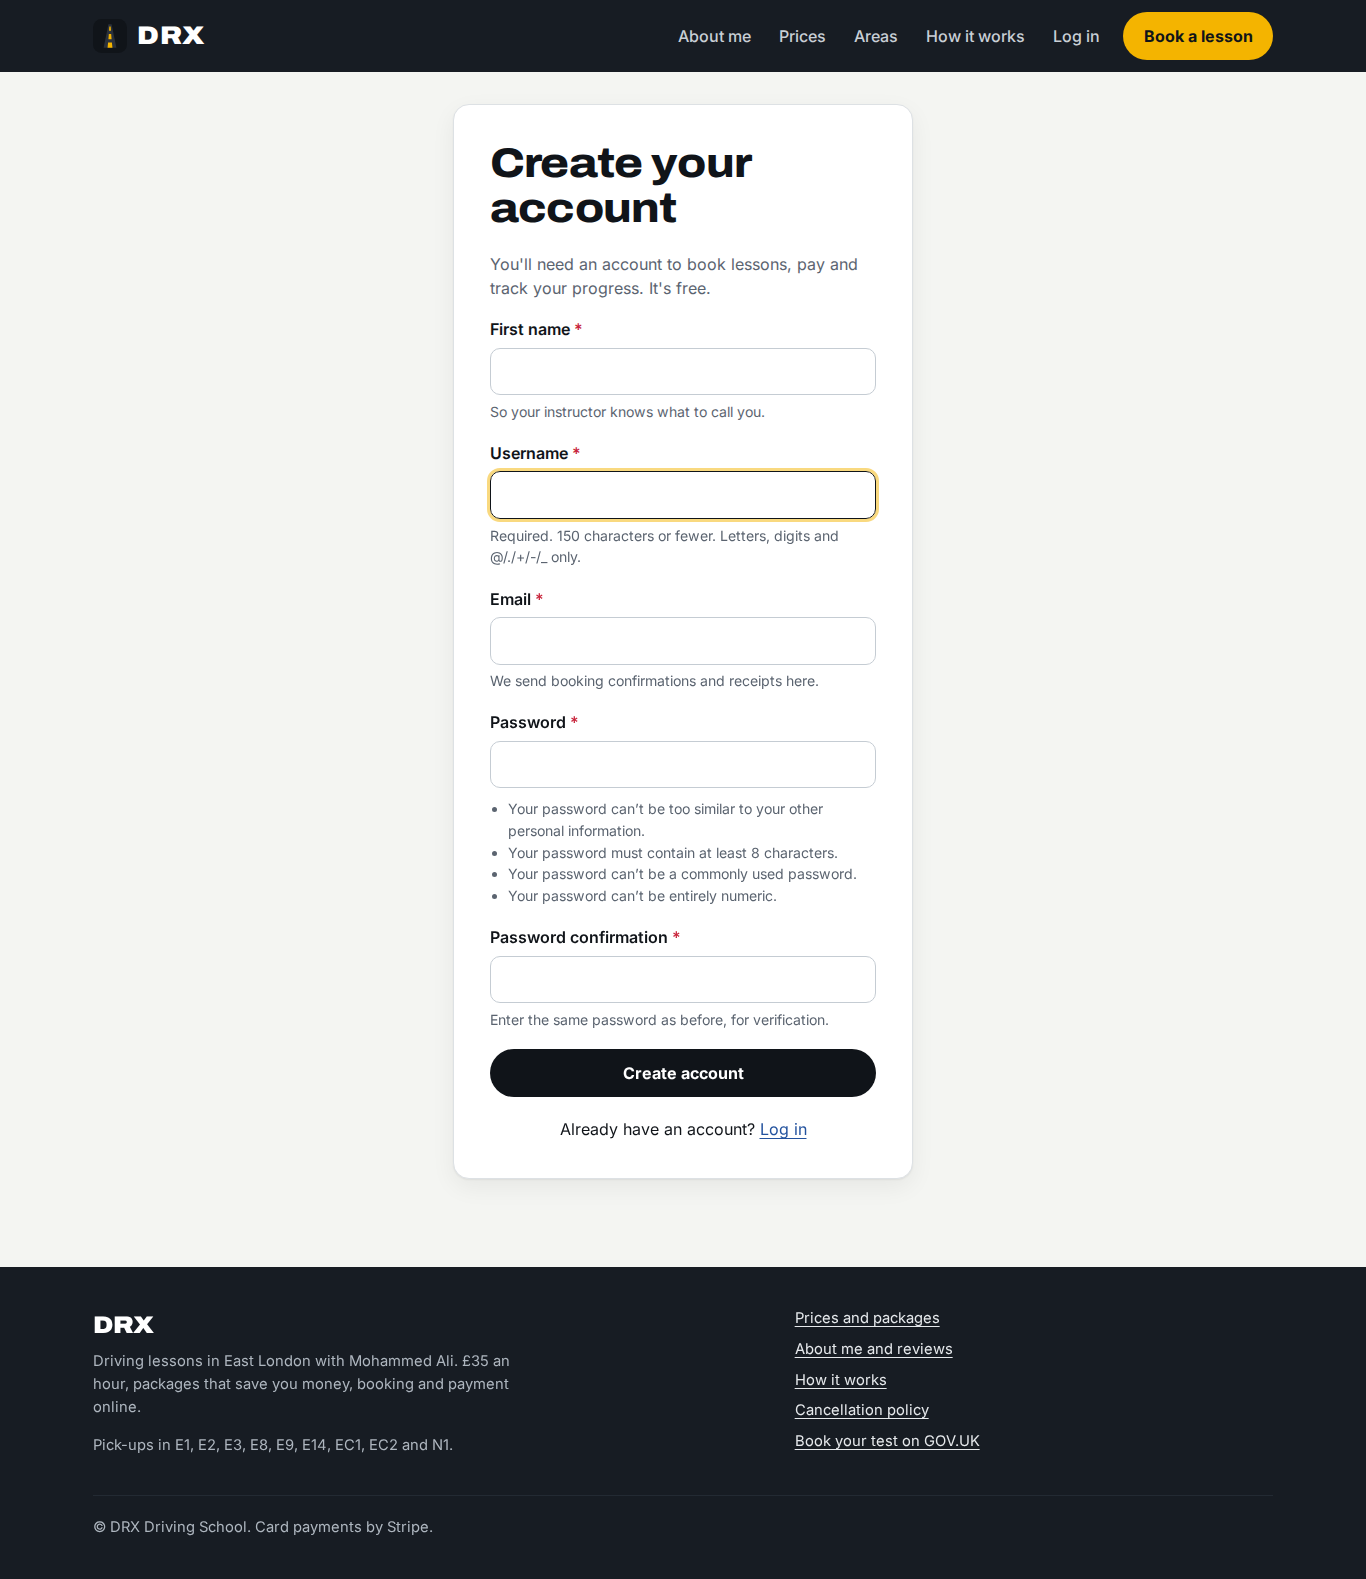 DRX
About me
Prices
Areas
How it works
Log in
Book a lesson
Create your
account
You'll need an account to book lessons, pay and
track your progress. It's free.
First name *
So your instructor knows what to call you.
Username *
Required. 150 characters or fewer. Letters, digits and
@/./+/-/_ only.
Email *
We send booking confirmations and receipts here.
Password *
• Your password can’t be too similar to your other
personal information.
• Your password must contain at least 8 characters.
• Your password can’t be a commonly used password.
• Your password can’t be entirely numeric.
Password confirmation *
Enter the same password as before, for verification.
Create account
Already have an account? Log in
DRX
Driving lessons in East London with Mohammed Ali. £35 an
hour, packages that save you money, booking and payment
online.
Pick-ups in E1, E2, E3, E8, E9, E14, EC1, EC2 and N1.
Prices and packages
About me and reviews
How it works
Cancellation policy
Book your test on GOV.UK
© DRX Driving School. Card payments by Stripe.